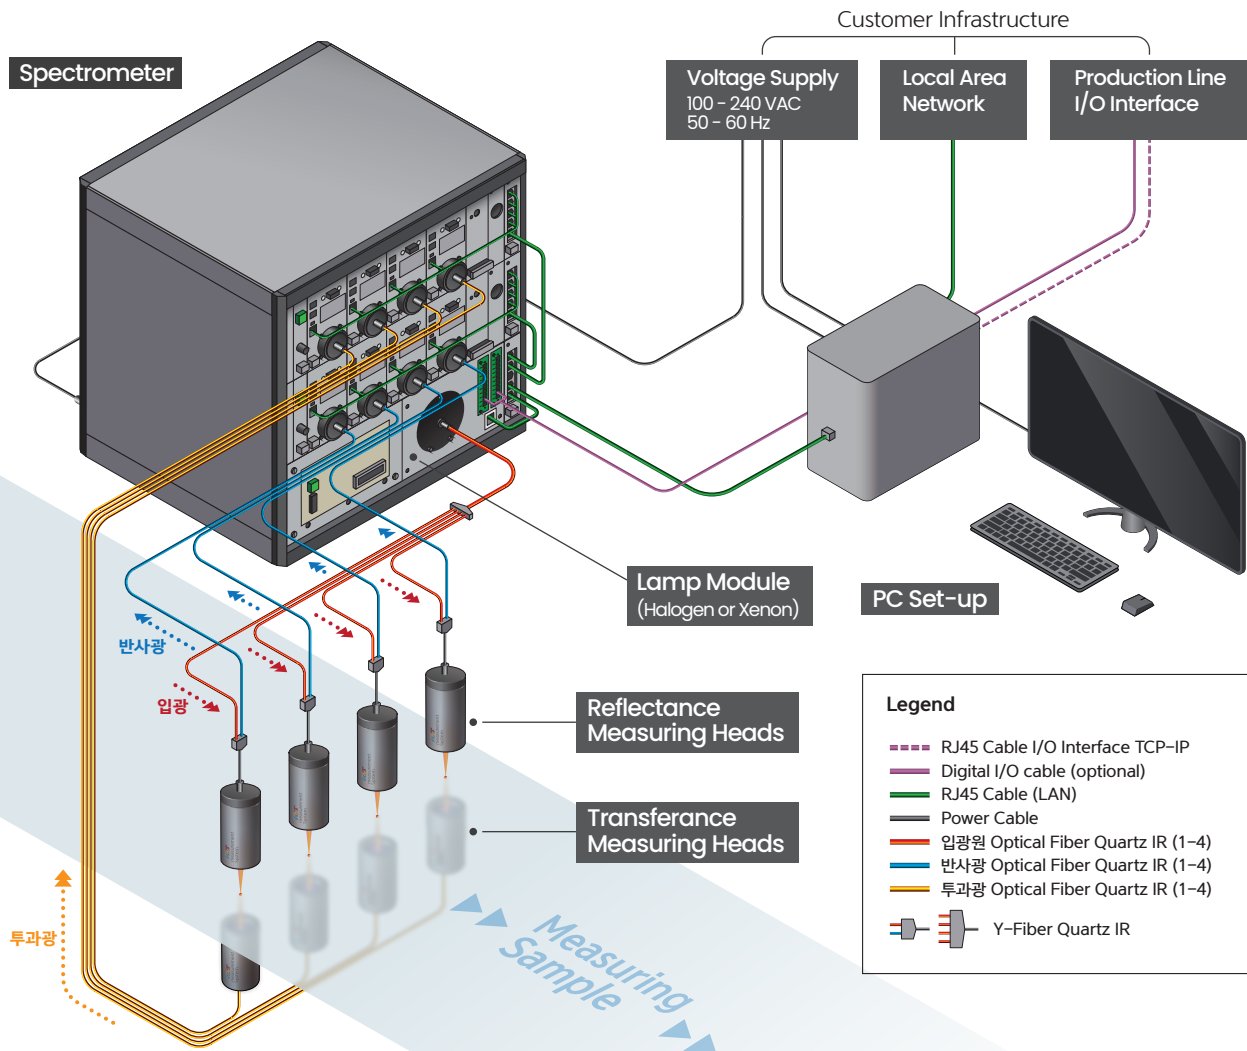 Customer Infrastructure
Spectrometer
Voltage Supply
100 - 240 VAC
50 - 60 Hz
Local Area
Network
Production Line
I/O Interface
Lamp Module
(Halogen or Xenon)
PC Set-up
반사광
입광
Reflectance
Measuring Heads
Transferance
Measuring Heads
투과광
Measuring
Sample
Legend
RJ45 Cable I/O Interface TCP-IP
Digital I/O cable (optional)
RJ45 Cable (LAN)
Power Cable
입광원 Optical Fiber Quartz IR (1-4)
반사광 Optical Fiber Quartz IR (1-4)
투과광 Optical Fiber Quartz IR (1-4)
Y-Fiber Quartz IR